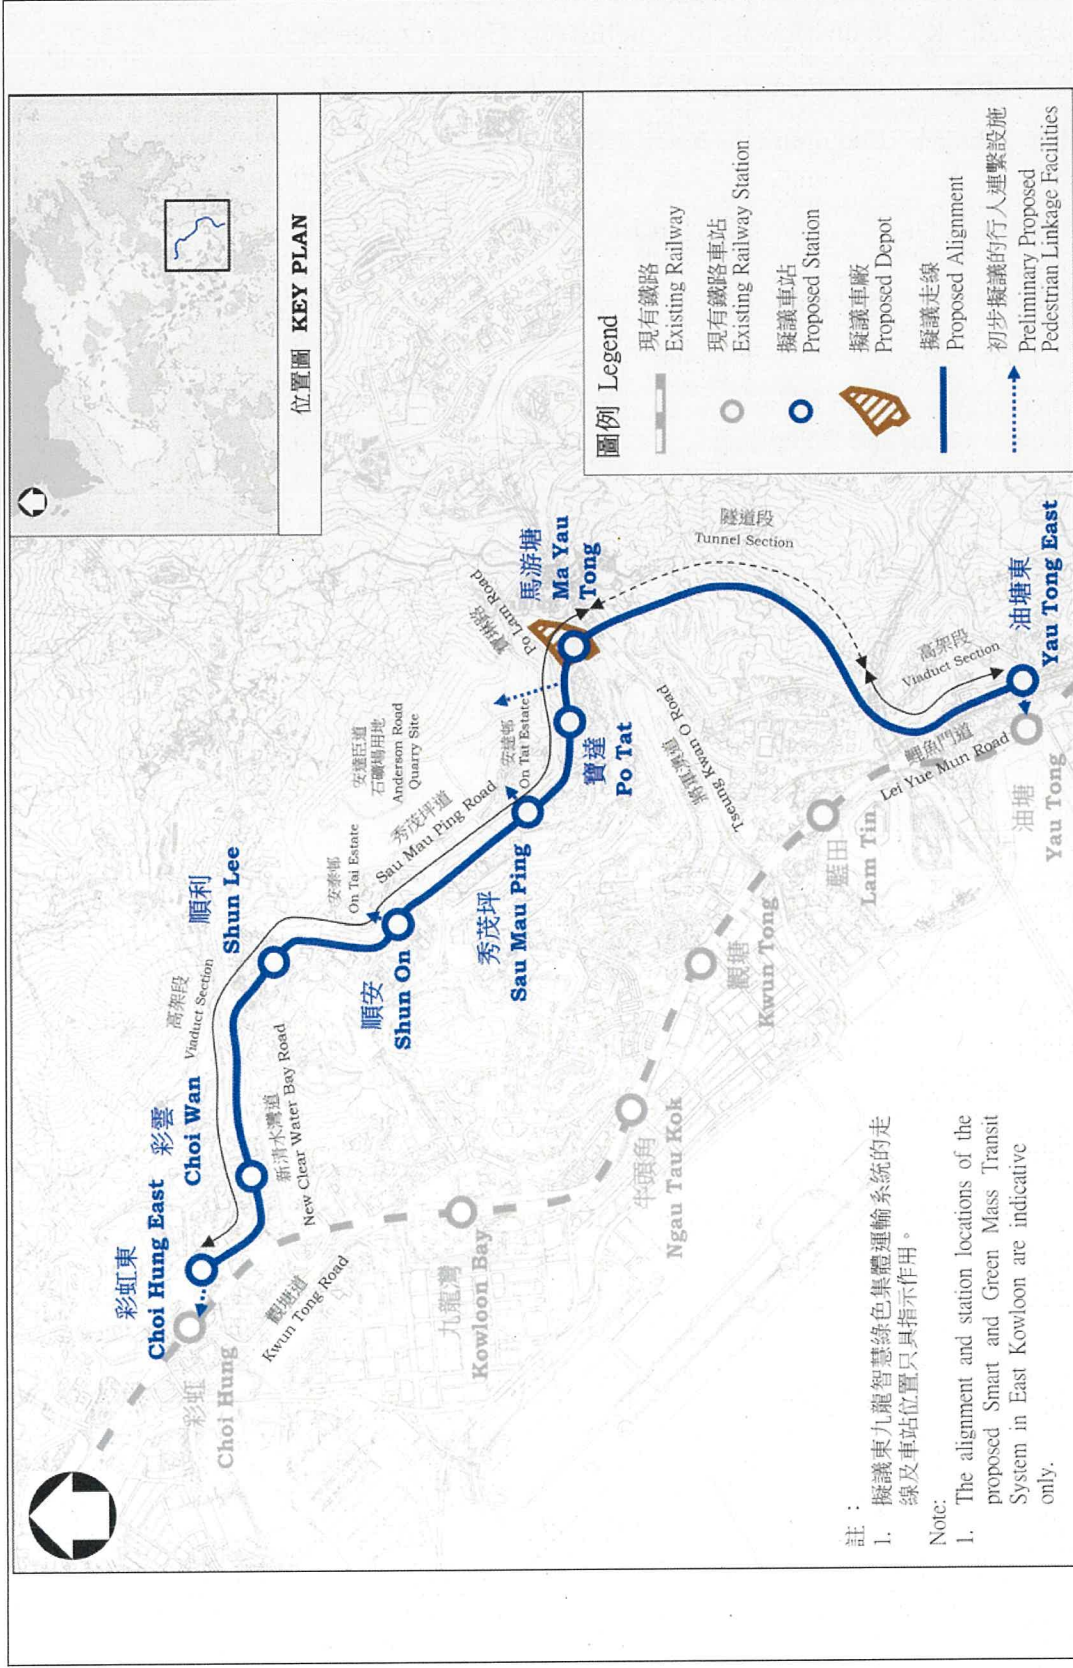 位置圖 KEY PLAN
圖例 Legend
現有鐵路
Existing Railway
現有鐵路車站
Existing Railway Station
擬議車站
Proposed Station
擬議車廠
Proposed Depot
擬議走線
Proposed Alignment
初步擬議的行人連繫設施
Preliminary Proposed
Pedestrian Linkage Facilities
彩虹東
Choi Hung East
彩雲
Choi Wan
高架段
Viaduct Section
順利
Shun Lee
新清水灣道
New Clear Water Bay Road
觀塘道
Kwun Tong Road
彩虹
Choi Hung
順安
Shun On
安泰邨
On Tai Estate
安達臣道
石礦場用地
Anderson Road
Quarry Site
秀茂坪道
Sau Mau Ping Road
秀茂坪
Sau Mau Ping
安達邨
On Tat Estate
寶達
Po Tat
寶琳路
Po Lam Road
馬游塘
Ma Yau
Tong
隧道段
Tunnel Section
將軍澳道
Tseung Kwan O Road
九龍灣
Kowloon Bay
牛頭角
Ngau Tau Kok
觀塘
Kwun Tong
藍田
Lam Tin
高架段
Viaduct Section
鯉魚門道
Lei Yue Mun Road
油塘
Yau Tong
油塘東
Yau Tong East
註：
1. 擬議東九龍智慧綠色集體運輸系統的走
線及車站位置只具指示作用。
Note:
1. The alignment and station locations of the
proposed Smart and Green Mass Transit
System in East Kowloon are indicative
only.